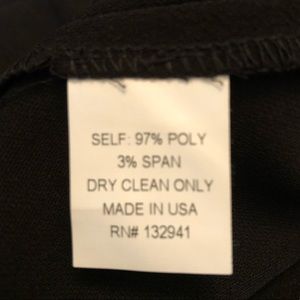 SELF: 97% POLY
3% SPAN
DRY CLEAN ONLY
MADE IN USA
RN# 132941